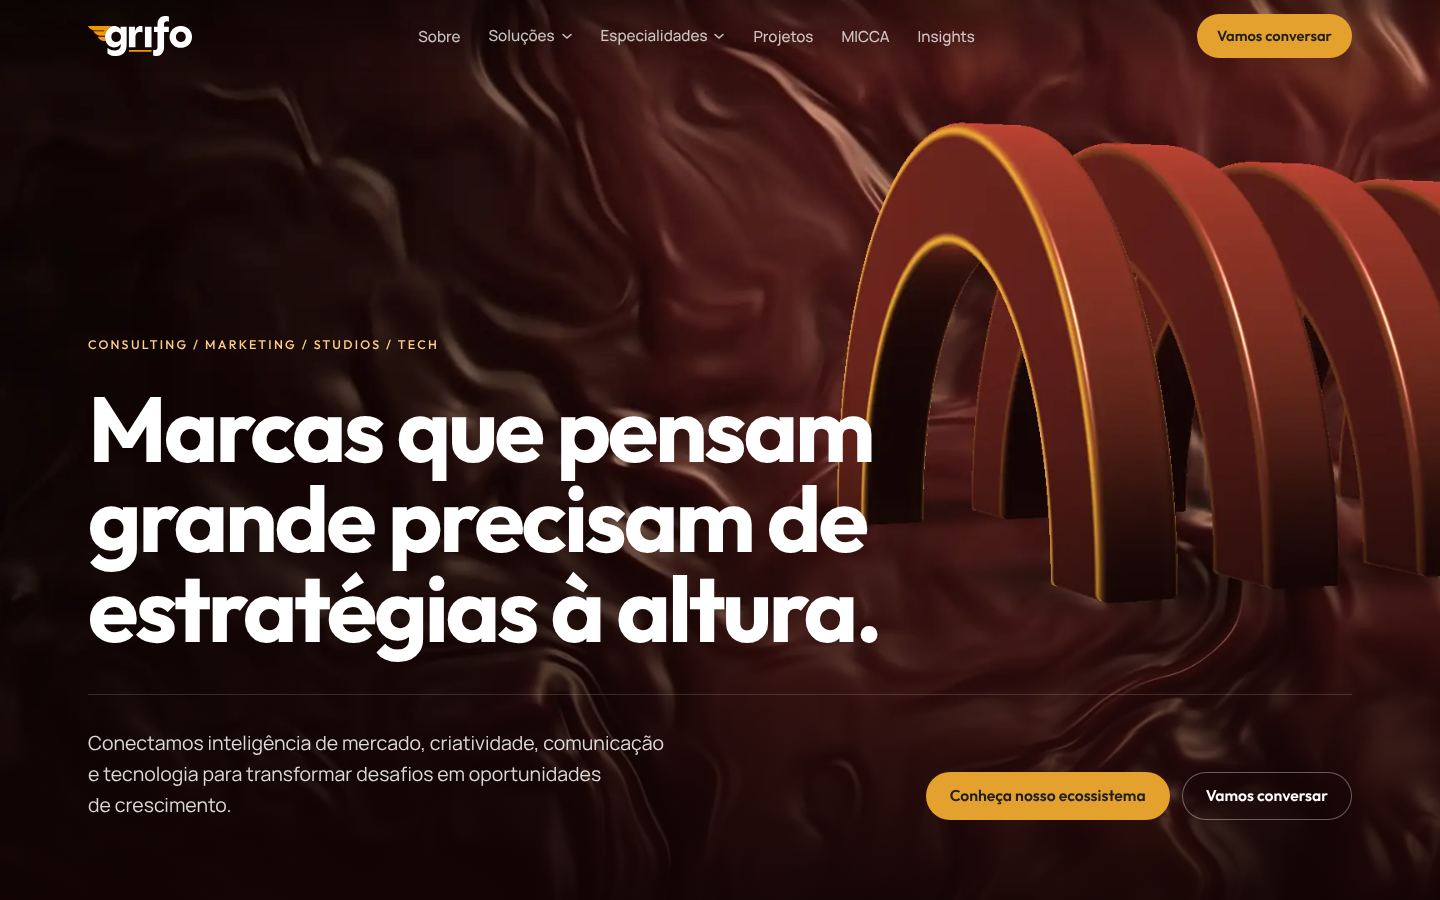 grifo
Sobre
Soluções
Especialidades
Projetos
MICCA
Insights
Vamos conversar
CONSULTING / MARKETING / STUDIOS / TECH
Marcas que pensam
grande precisam de
estratégias à altura.
Conectamos inteligência de mercado, criatividade, comunicação
e tecnologia para transformar desafios em oportunidades
de crescimento.
Conheça nosso ecossistema
Vamos conversar